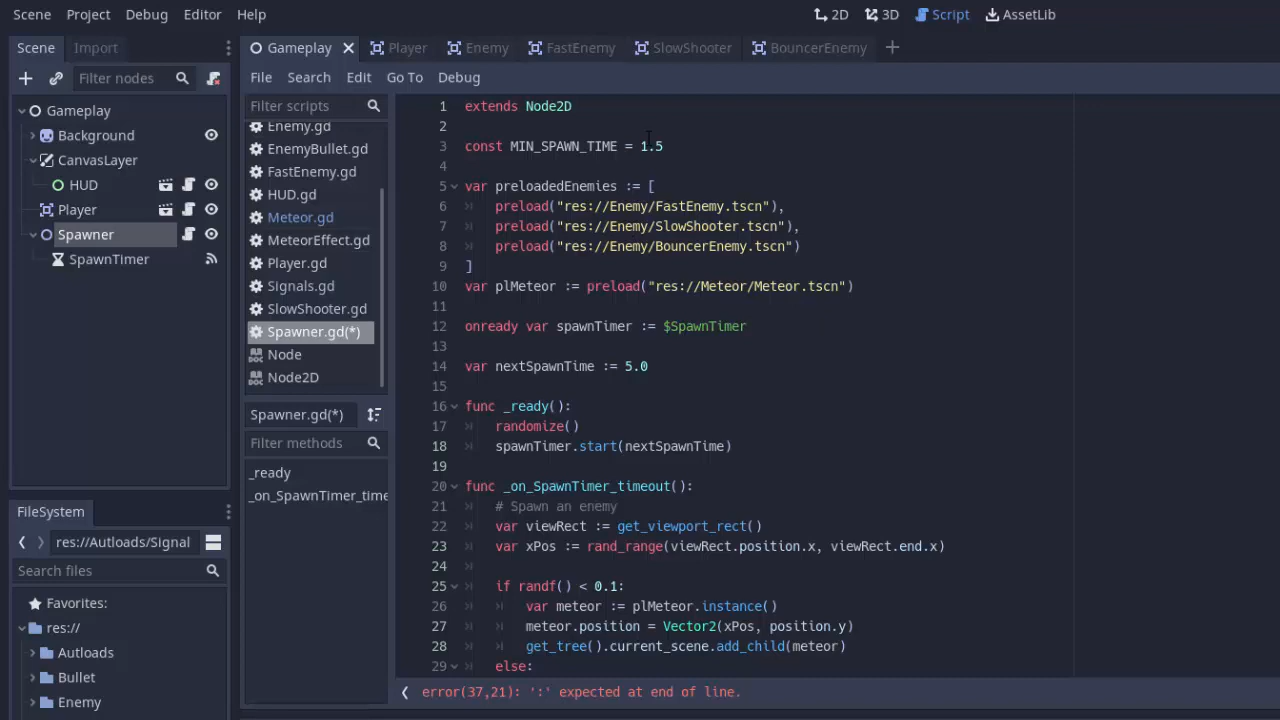 Scene Project Debug Editor Help
2D 3D Script AssetLib
Scene Import
Gameplay Player Enemy FastEnemy SlowShooter BouncerEnemy
Filter nodes
File Search Edit Go To Debug
Gameplay
Background
CanvasLayer
HUD
Player
Spawner
SpawnTimer
Filter scripts
Enemy.gd
EnemyBullet.gd
FastEnemy.gd
HUD.gd
Meteor.gd
MeteorEffect.gd
Player.gd
Signals.gd
SlowShooter.gd
Spawner.gd(*)
Node
Node2D
Spawner.gd(*)
Filter methods
_ready
_on_SpawnTimer_time
FileSystem
res://Autloads/Signal
Search files
Favorites:
res://
Autloads
Bullet
Enemy
1 extends Node2D
2
3 const MIN_SPAWN_TIME = 1.5
4
5 var preloadedEnemies := [
6 preload("res://Enemy/FastEnemy.tscn"),
7 preload("res://Enemy/SlowShooter.tscn"),
8 preload("res://Enemy/BouncerEnemy.tscn")
9 ]
10 var plMeteor := preload("res://Meteor/Meteor.tscn")
11
12 onready var spawnTimer := $SpawnTimer
13
14 var nextSpawnTime := 5.0
15
16 func _ready():
17 randomize()
18 spawnTimer.start(nextSpawnTime)
19
20 func _on_SpawnTimer_timeout():
21 # Spawn an enemy
22 var viewRect := get_viewport_rect()
23 var xPos := rand_range(viewRect.position.x, viewRect.end.x)
24
25 if randf() < 0.1:
26 var meteor := plMeteor.instance()
27 meteor.position = Vector2(xPos, position.y)
28 get_tree().current_scene.add_child(meteor)
29 else:
error(37,21): ':' expected at end of line.